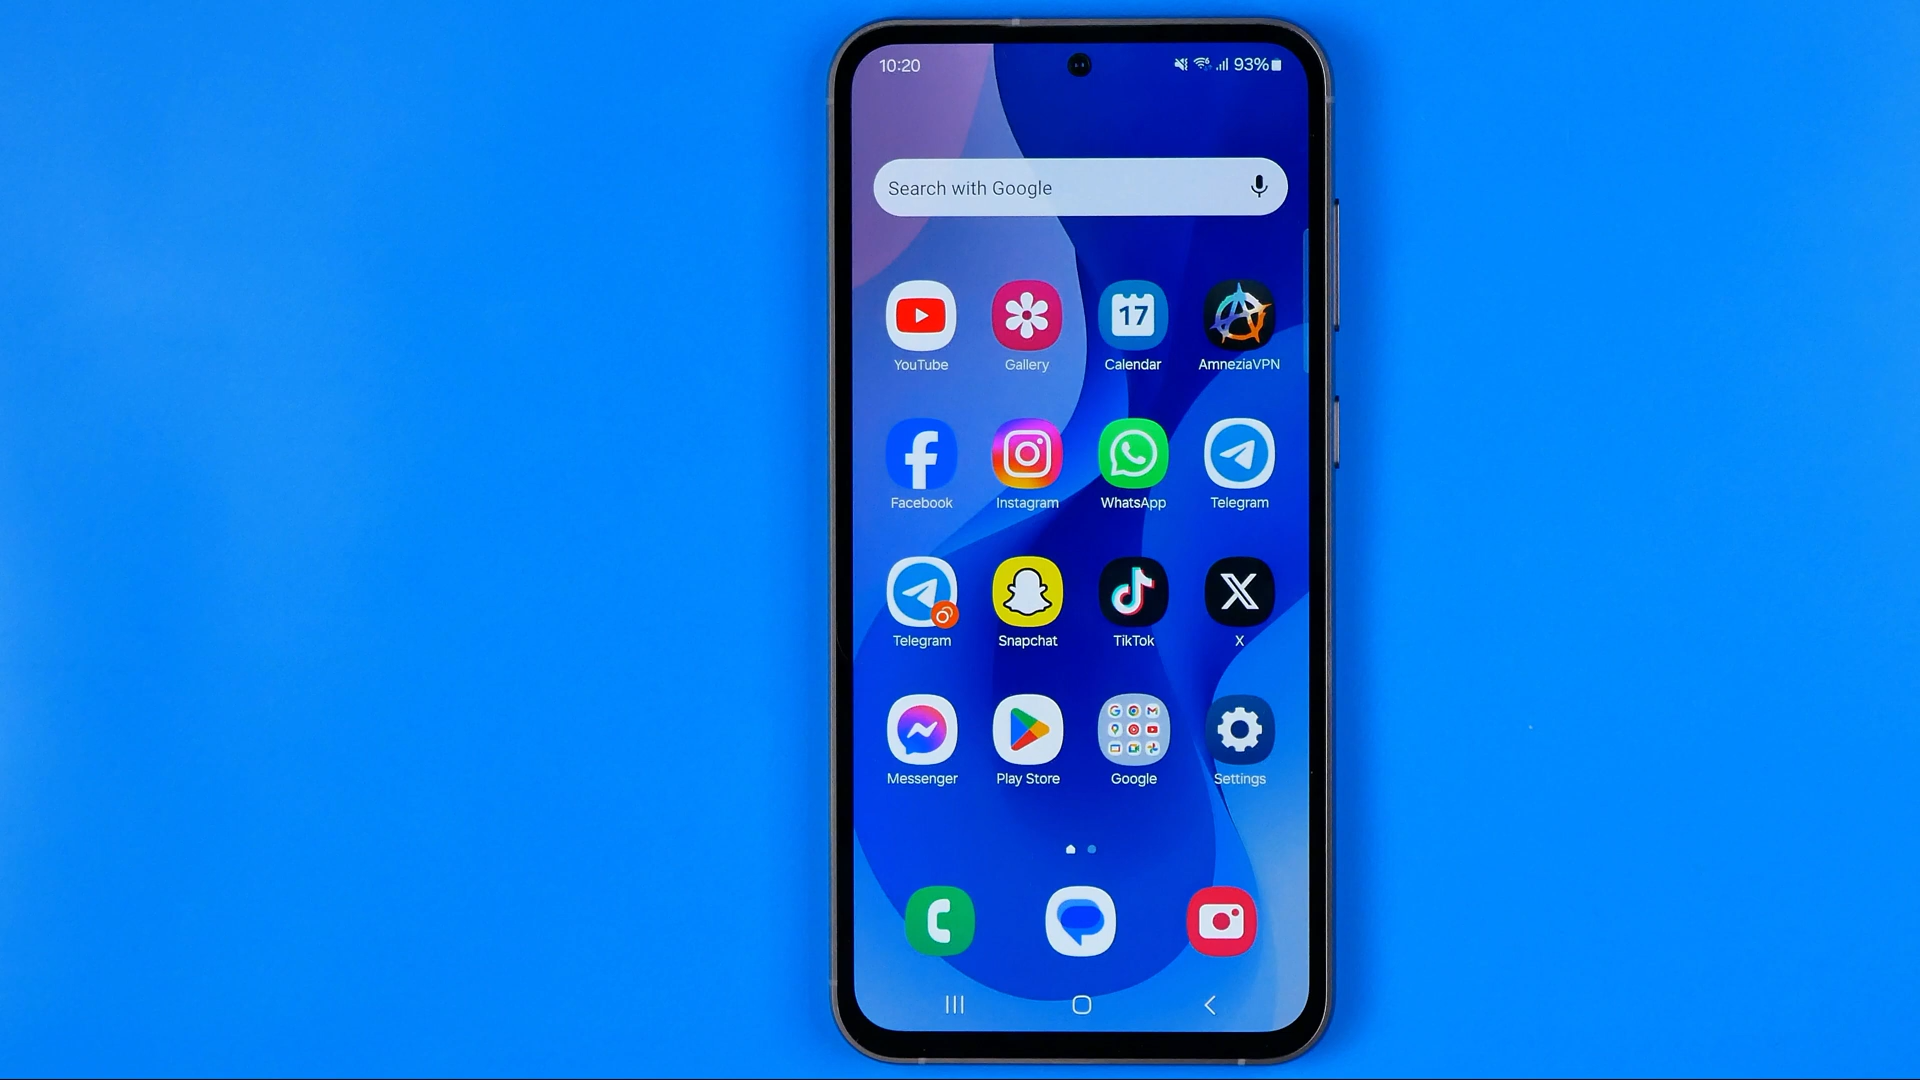 10:20 93%
Search with Google
17
YouTube Gallery Calendar AmneziaVPN
Facebook Instagram WhatsApp Telegram
Telegram Snapchat TikTok X
Messenger Play Store Google Settings